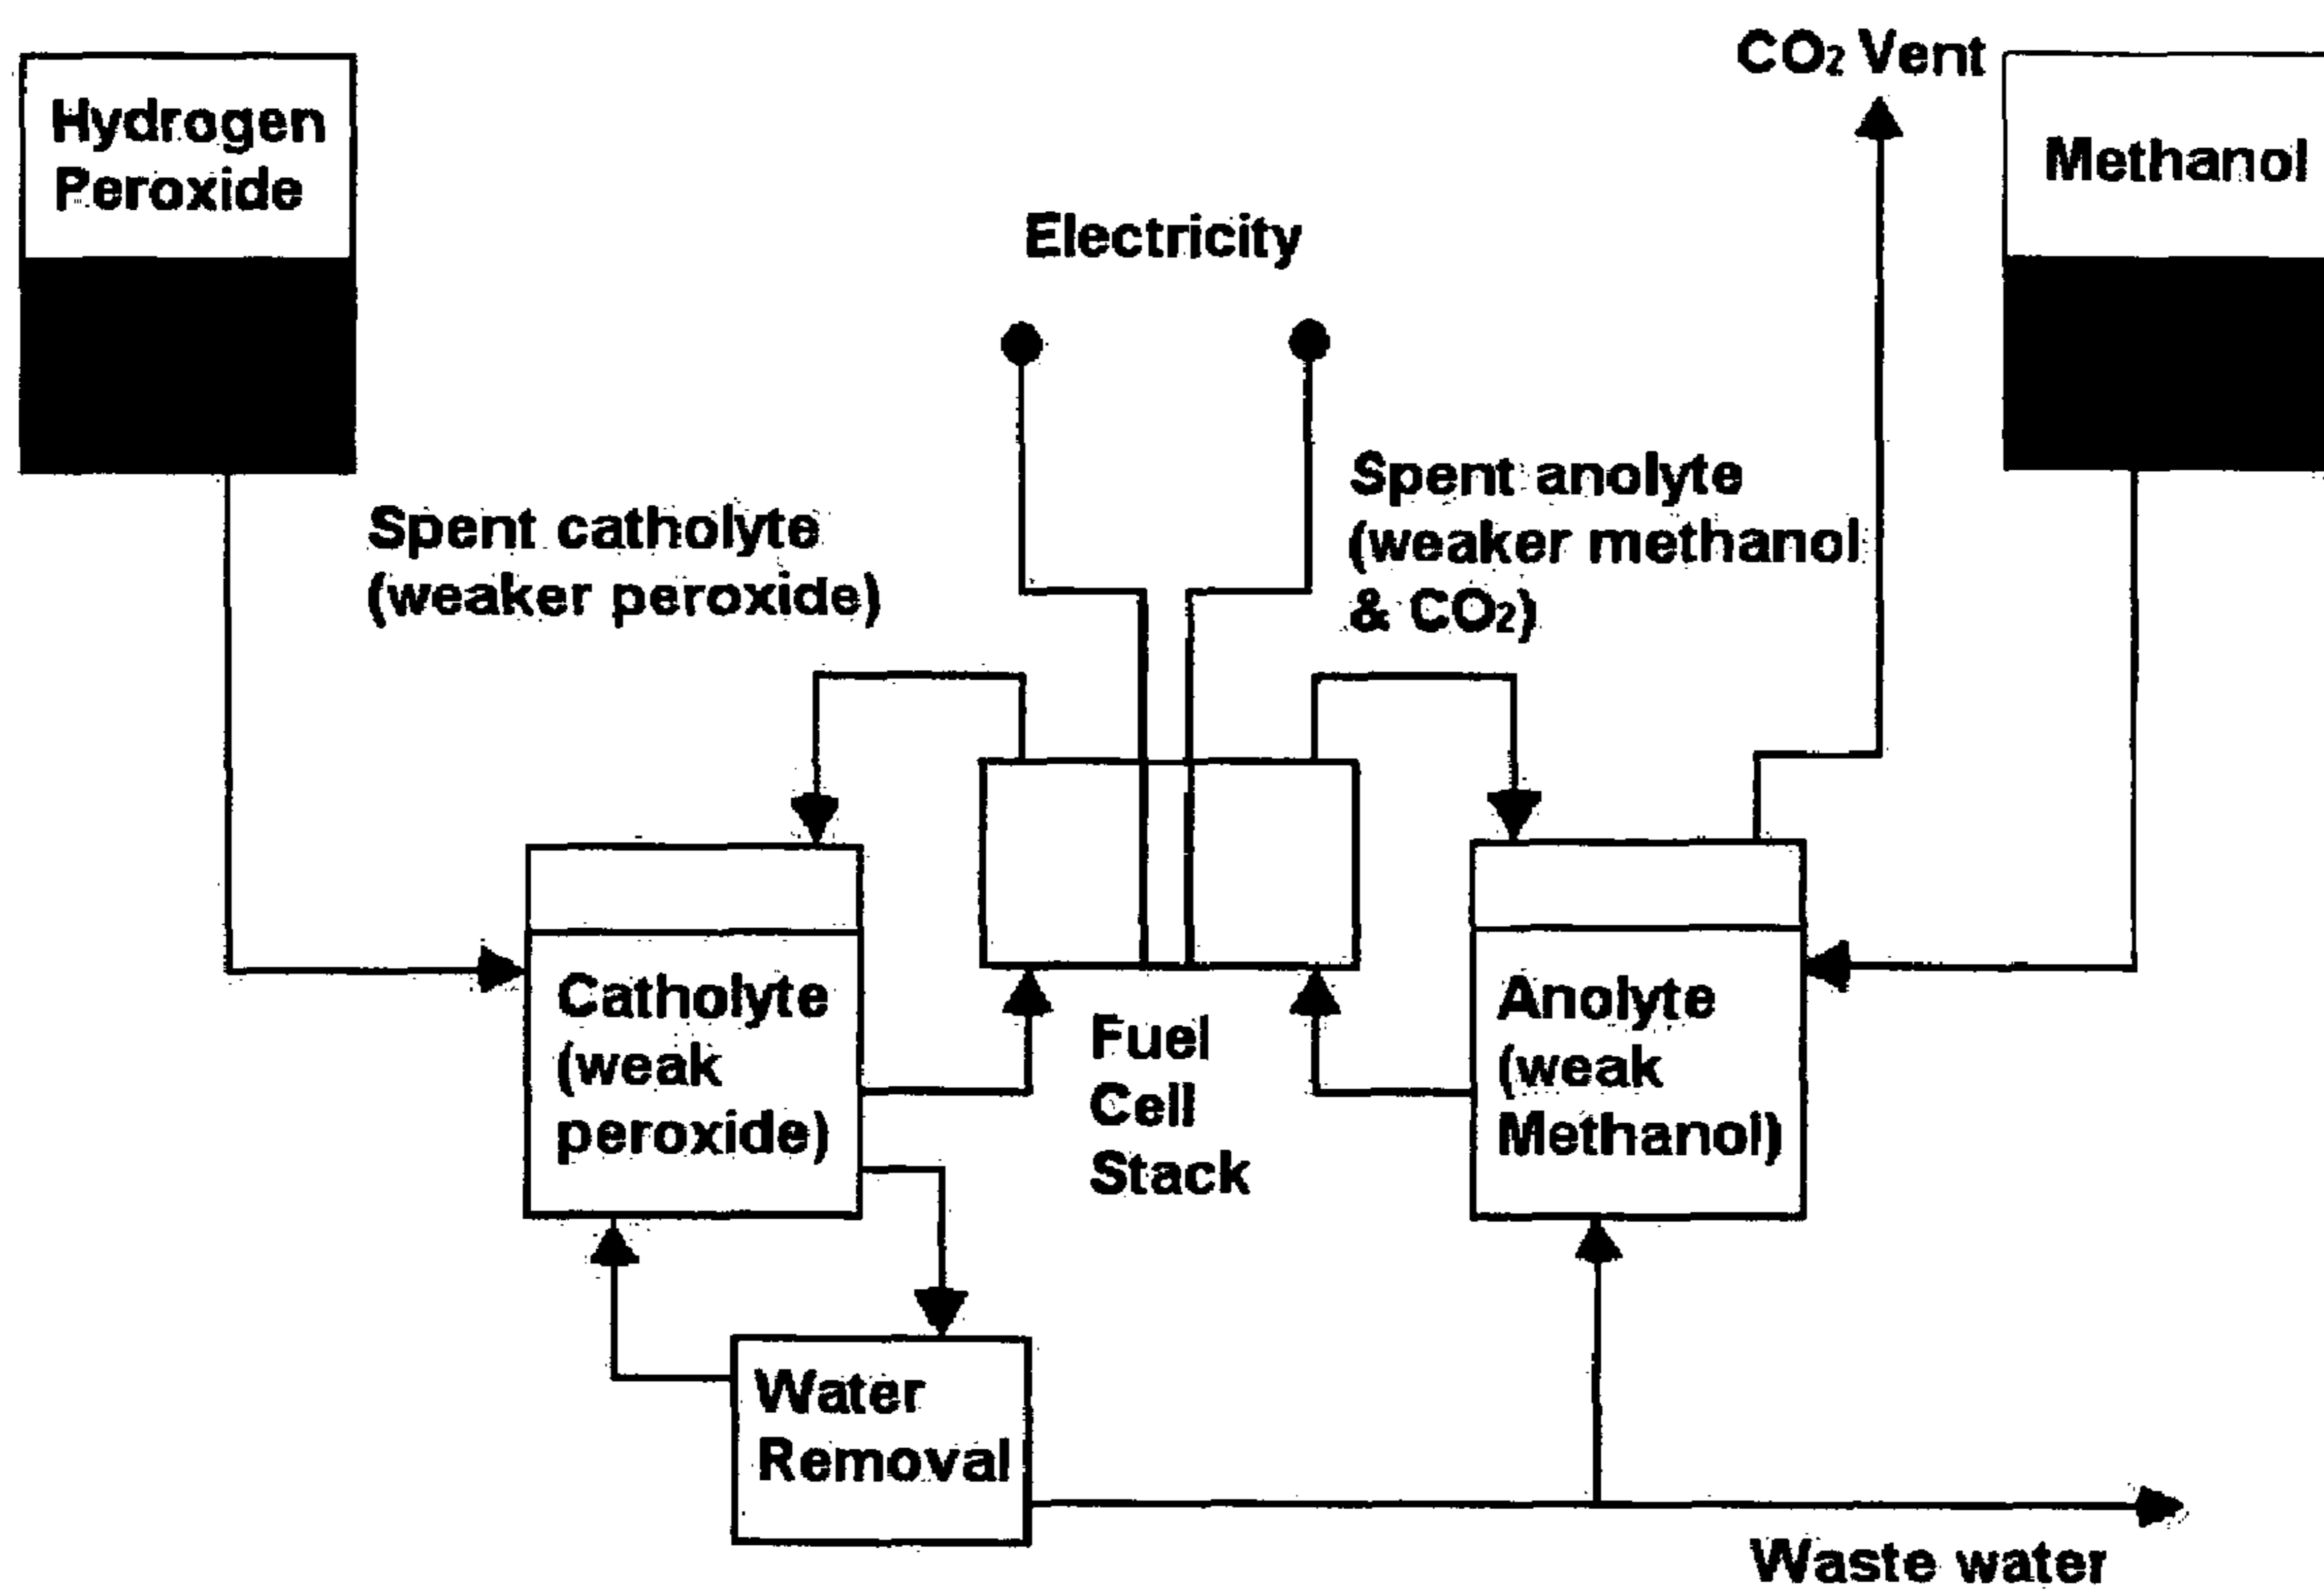 Hydrogen
Peroxide
CO₂ Vent
Methanol
Electricity
Spent catholyte
(weaker peroxide)
Spent anolyte
(weaker methanol
& CO₂)
Catholyte
(weak
peroxide)
Fuel
Cell
Stack
Anolyte
(weak
Methanol)
Water
Removal
Waste water